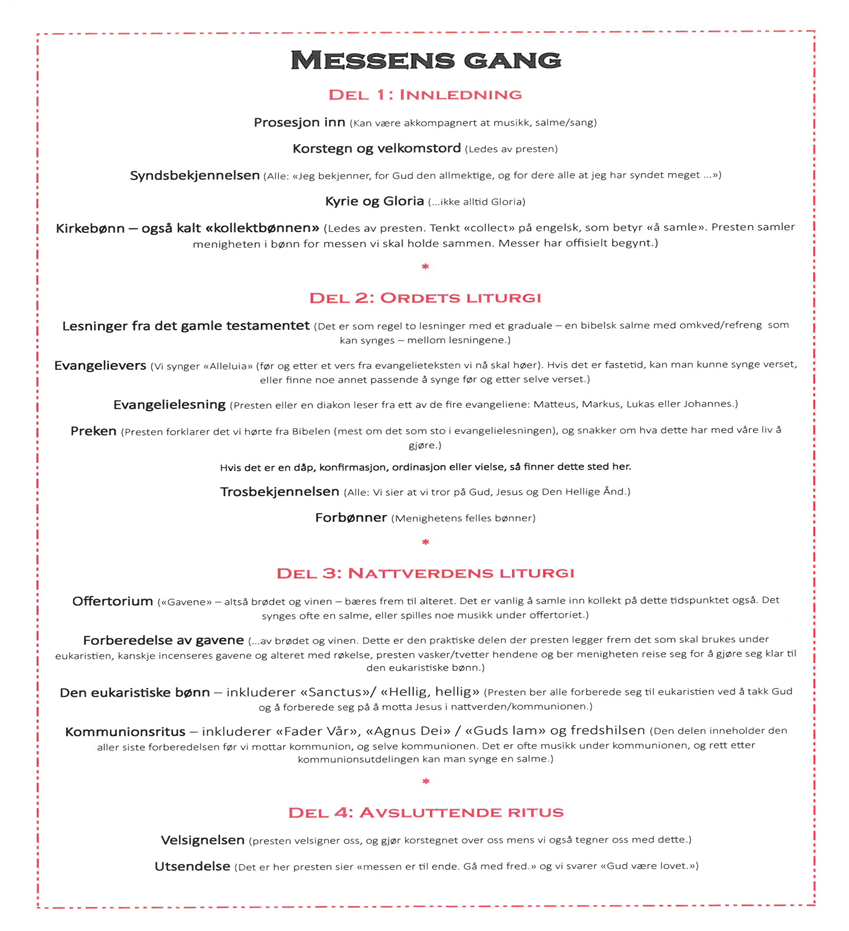 MESSENS GANG
DEL 1: INNLEDNING
Prosesjon inn (Kan være akkompagnert at musikk, salme/sang)
Korstegn og velkomstord (Ledes av presten)
Syndsbekjennelsen (Alle: «Jeg bekjenner, for Gud den allmektige, og for dere alle at jeg har syndet meget ...»)
Kyrie og Gloria (...ikke alltid Gloria)
Kirkebønn – også kalt «kollektbønnen» (Ledes av presten. Tenkt «collect» på engelsk, som betyr «å samle». Presten samler
menigheten i bønn for messen vi skal holde sammen. Messer har offisielt begynt.)
*
DEL 2: ORDETS LITURGI
Lesninger fra det gamle testamentet (Det er som regel to lesninger med et graduale – en bibelsk salme med omkved/refreng som
kan synges – mellom lesningene.)
Evangelievers (Vi synger «Alleluia» (før og etter et vers fra evangelieteksten vi nå skal høer). Hvis det er fastetid, kan man kunne synge verset,
eller finne noe annet passende å synge før og etter selve verset.)
Evangelielesning (Presten eller en diakon leser fra ett av de fire evangeliene: Matteus, Markus, Lukas eller Johannes.)
Preken (Presten forklarer det vi hørte fra Bibelen (mest om det som sto i evangelielesningen), og snakker om hva dette har med våre liv å
gjøre.)
Hvis det er en dåp, konfirmasjon, ordinasjon eller vielse, så finner dette sted her.
Trosbekjennelsen (Alle: Vi sier at vi tror på Gud, Jesus og Den Hellige Ånd.)
Forbønner (Menighetens felles bønner)
*
DEL 3: NATTVERDENS LITURGI
Offertorium («Gavene» – altså brødet og vinen – bæres frem til alteret. Det er vanlig å samle inn kollekt på dette tidspunktet også. Det
synges ofte en salme, eller spilles noe musikk under offertoriet.)
Forberedelse av gavene (...av brødet og vinen. Dette er den praktiske delen der presten legger frem det som skal brukes under
eukaristien, kanskje incenseres gavene og alteret med røkelse, presten vasker/tvetter hendene og ber menigheten reise seg for å gjøre seg klar til
den eukaristiske bønn.)
Den eukaristiske bønn – inkluderer «Sanctus»/ «Hellig, hellig» (Presten ber alle forberede seg til eukaristien ved å takk Gud
og å forberede seg på å motta Jesus i nattverden/kommunionen.)
Kommunionsritus – inkluderer «Fader Vår», «Agnus Dei» / «Guds lam» og fredshilsen (Den delen inneholder den
aller siste forberedelsen før vi mottar kommunion, og selve kommunionen. Det er ofte musikk under kommunionen, og rett etter
kommunionsutdelingen kan man synge en salme.)
*
DEL 4: AVSLUTTENDE RITUS
Velsignelsen (presten velsigner oss, og gjør korstegnet over oss mens vi også tegner oss med dette.)
Utsendelse (Det er her presten sier «messen er til ende. Gå med fred.» og vi svarer «Gud være lovet.»)